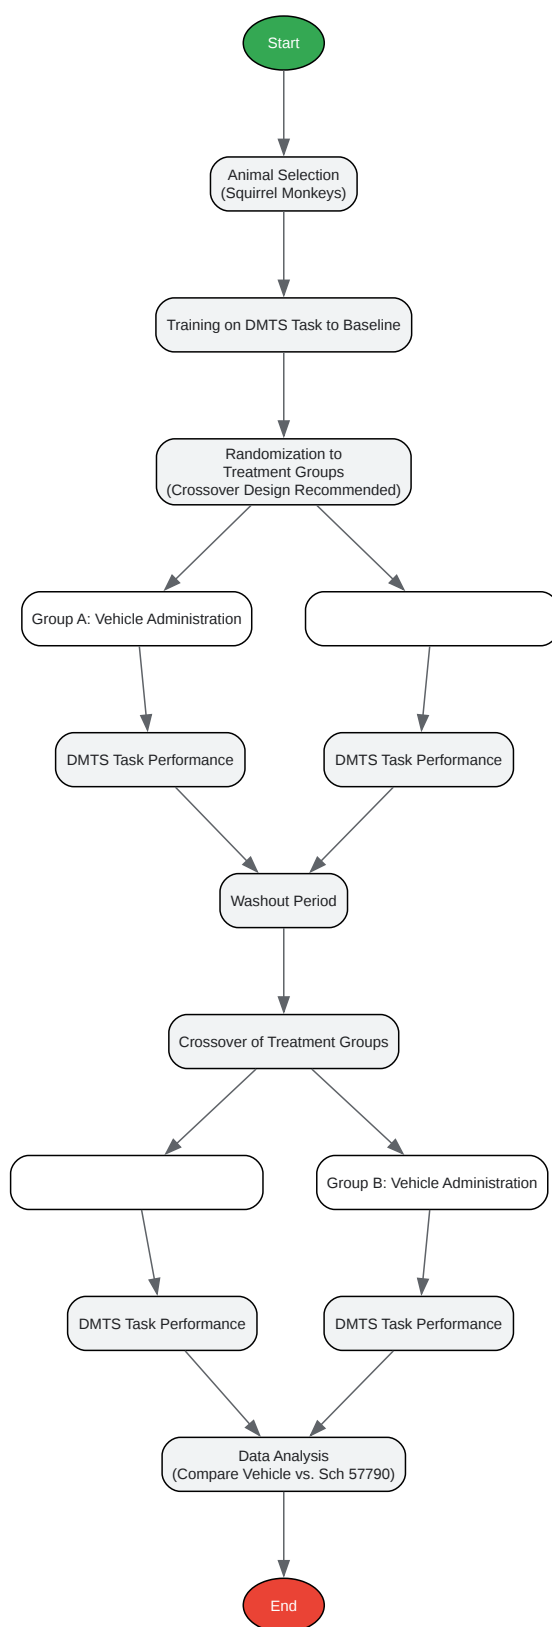 Start
Animal Selection
(Squirrel Monkeys)
Training on DMTS Task to Baseline
Randomization to
Treatment Groups
(Crossover Design Recommended)
Group A: Vehicle Administration
DMTS Task Performance
DMTS Task Performance
Washout Period
Crossover of Treatment Groups
Group B: Vehicle Administration
DMTS Task Performance
DMTS Task Performance
Data Analysis
(Compare Vehicle vs. Sch 57790)
End